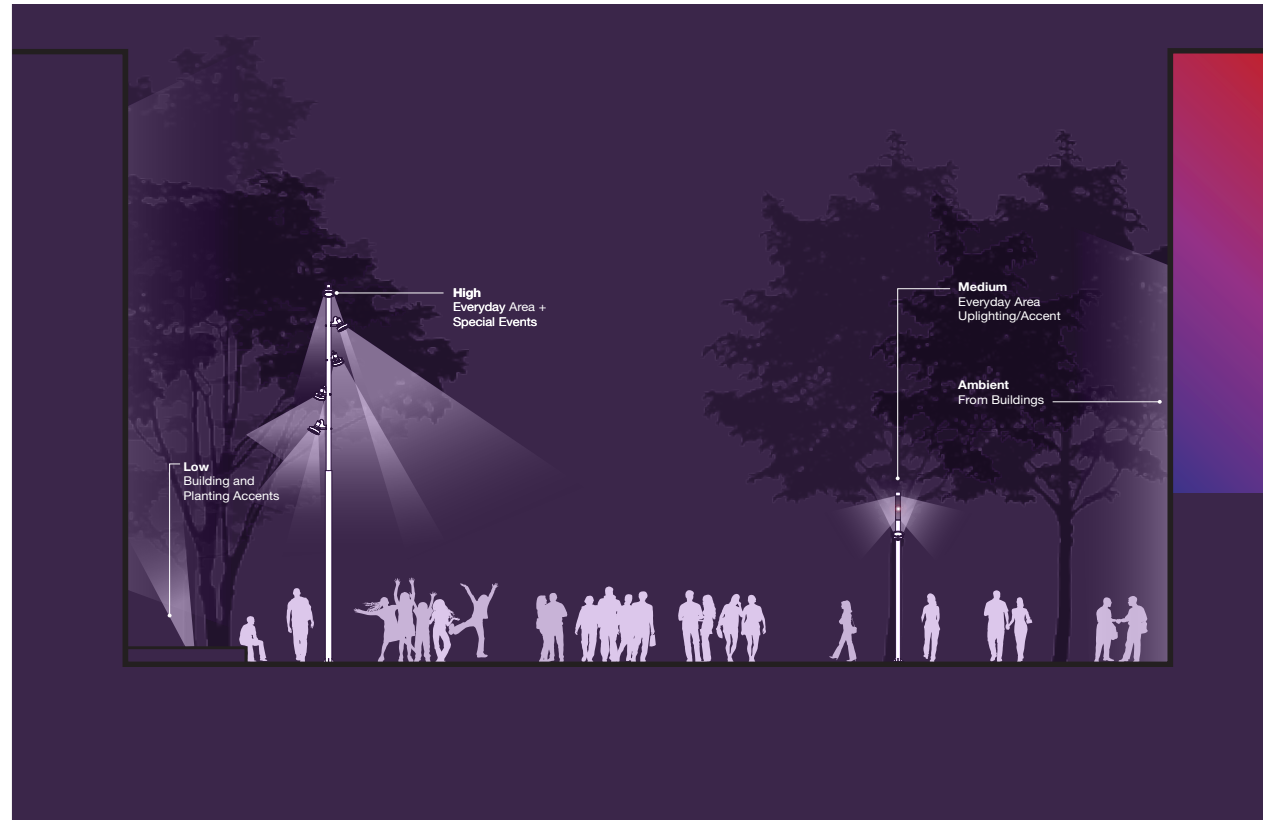 High
Everyday Area +
Special Events
Medium
Everyday Area
Uplighting/Accent
Ambient
From Buildings
Low
Building and
Planting Accents